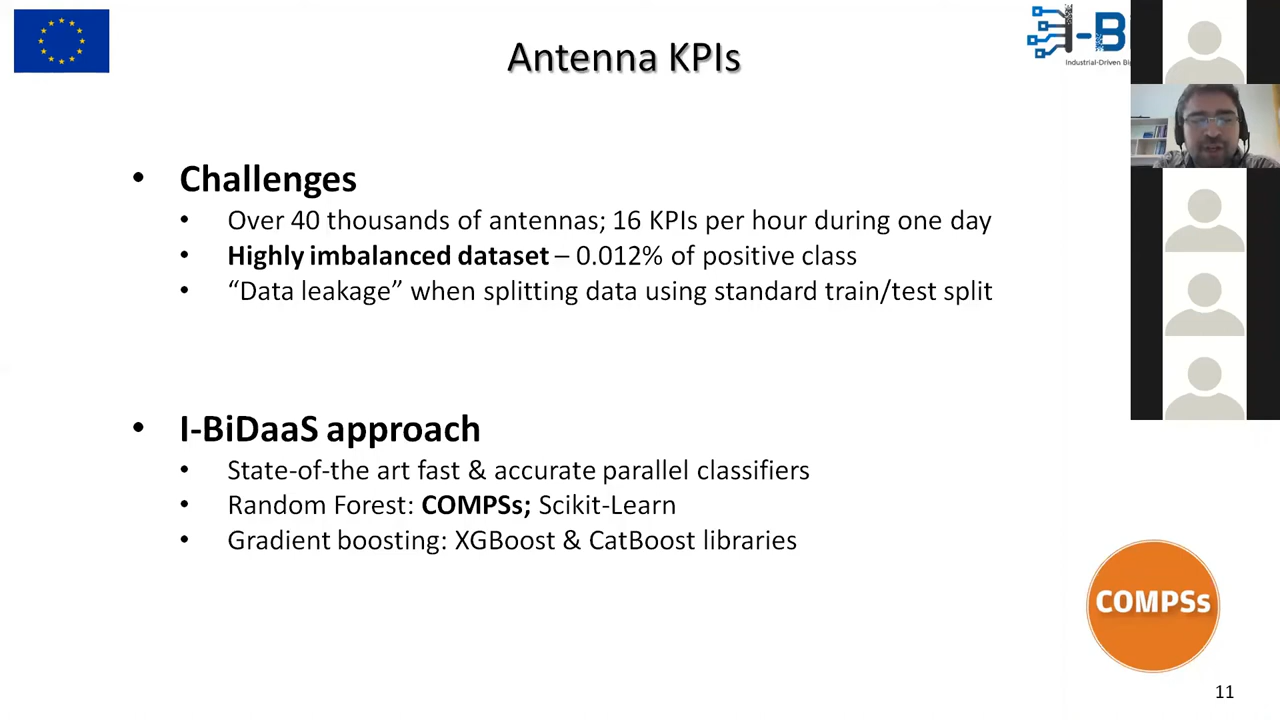 Antenna KPIs
I-B
Industrial-Driven
• Challenges
• Over 40 thousands of antennas; 16 KPIs per hour during one day
• Highly imbalanced dataset – 0.012% of positive class
• “Data leakage” when splitting data using standard train/test split
• I-BiDaaS approach
• State-of-the art fast & accurate parallel classifiers
• Random Forest: COMPSs; Scikit-Learn
• Gradient boosting: XGBoost & CatBoost libraries
COMPSs
11